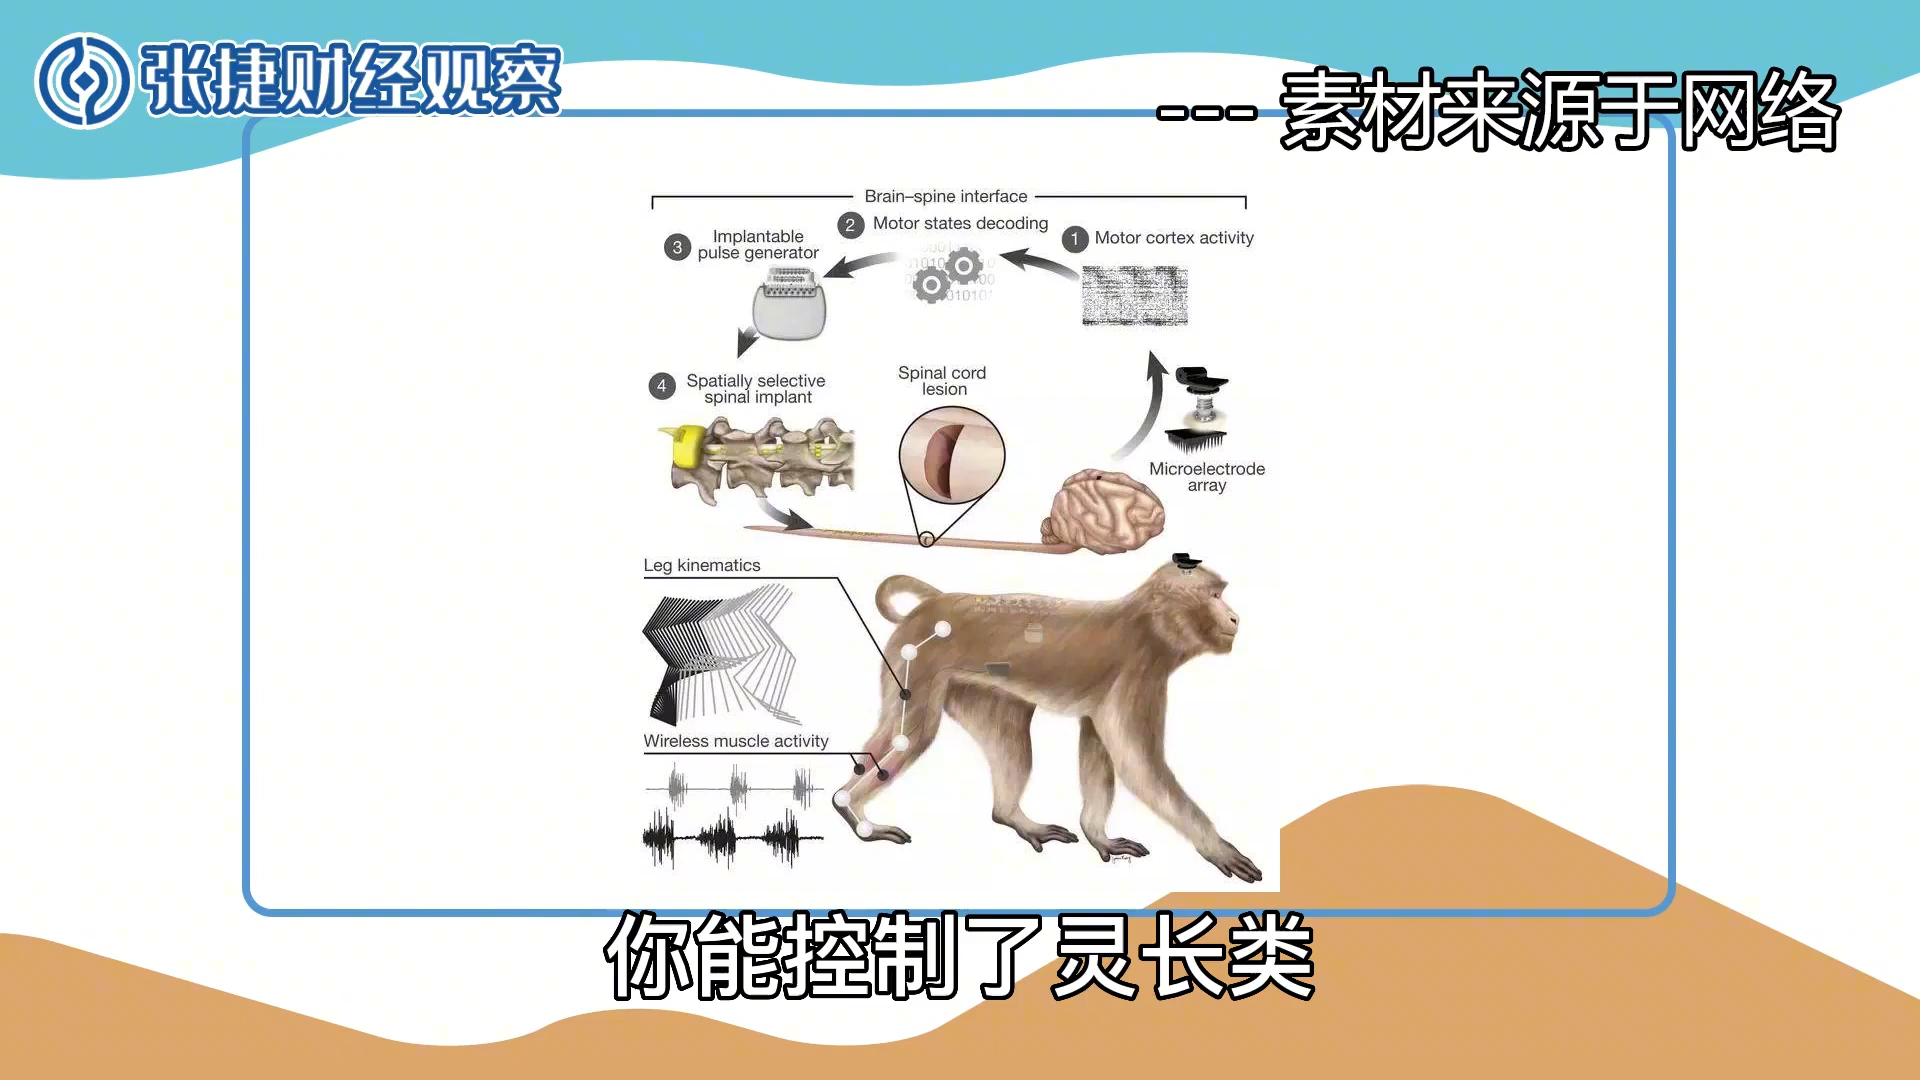 张捷财经观察
--- 素材来源于网络
Brain–spine interface
2 Motor states decoding
1 Motor cortex activity
3 Implantable
pulse generator
4 Spatially selective
spinal implant
Spinal cord
lesion
Microelectrode
array
Leg kinematics
Wireless muscle activity
你能控制了灵长类